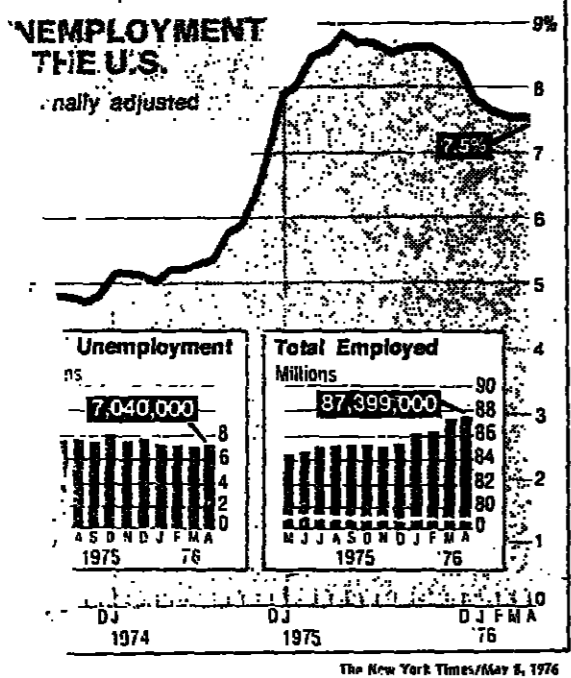 NEMPLOYMENT
THE U.S.
nally adjusted
9%
8
7.5%
7
6
5
4
3
2
1
0
Unemployment
ns
7,040,000
8
6
4
2
0
A S O N D J F M A
1975 '76
Total Employed
Millions
87,399,000
90
88
86
84
82
80
0
M J J A S O N D J F M A
1975 '76
D J D J D J F M A
1974 1975 '76
The New York Times/May 8, 1976